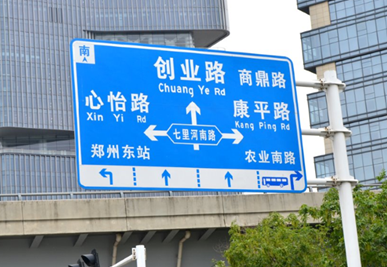 南
创业路
Chuang Ye Rd
商鼎路
心怡路
Xin Yi Rd
康平路
Kang Ping Rd
七里河南路
郑州东站
农业南路